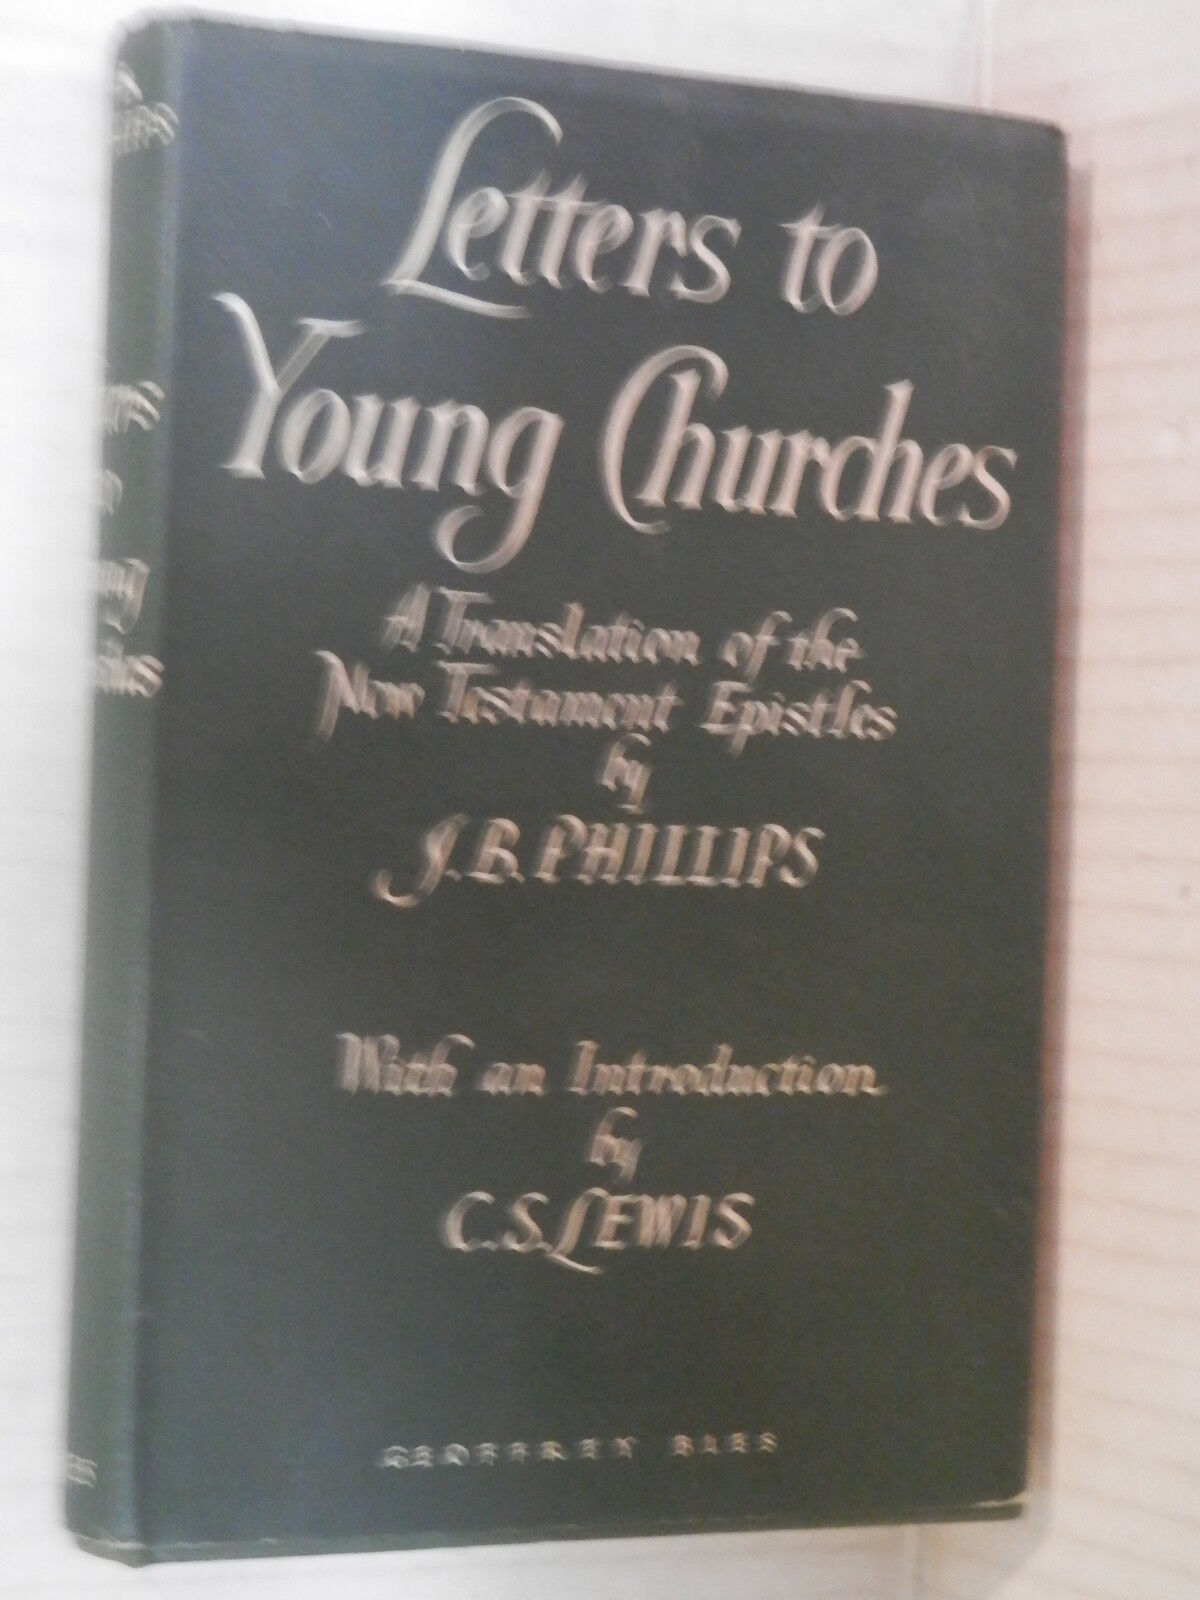 Letters to
Young Churches
A Translation of the
New Testament Epistles
by
J.B. PHILLIPS
With an Introduction
by
C.S. LEWIS
GEOFFREY BLES